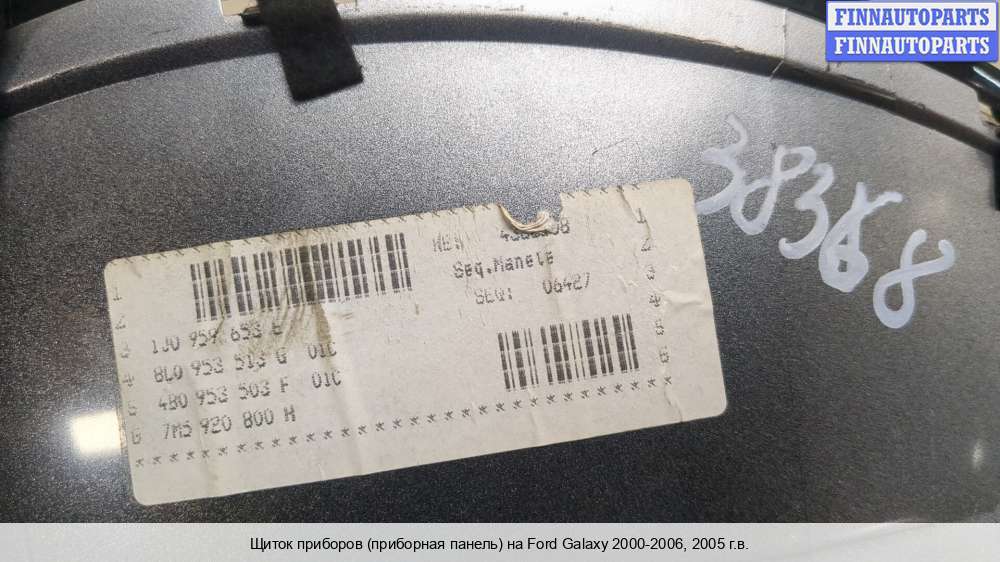 FINNAUTOPARTS
FINNAUTOPARTS
38368
NB:
Seq.Manele
SEQ: 06427
1J0 959 653 E
8L0 953 513 G 01C
4B0 953 503 F 01C
7M5 920 800 H
1
2
3
4
5
6
1
2
3
4
5
6
Щиток приборов (приборная панель) на Ford Galaxy 2000-2006, 2005 г.в.